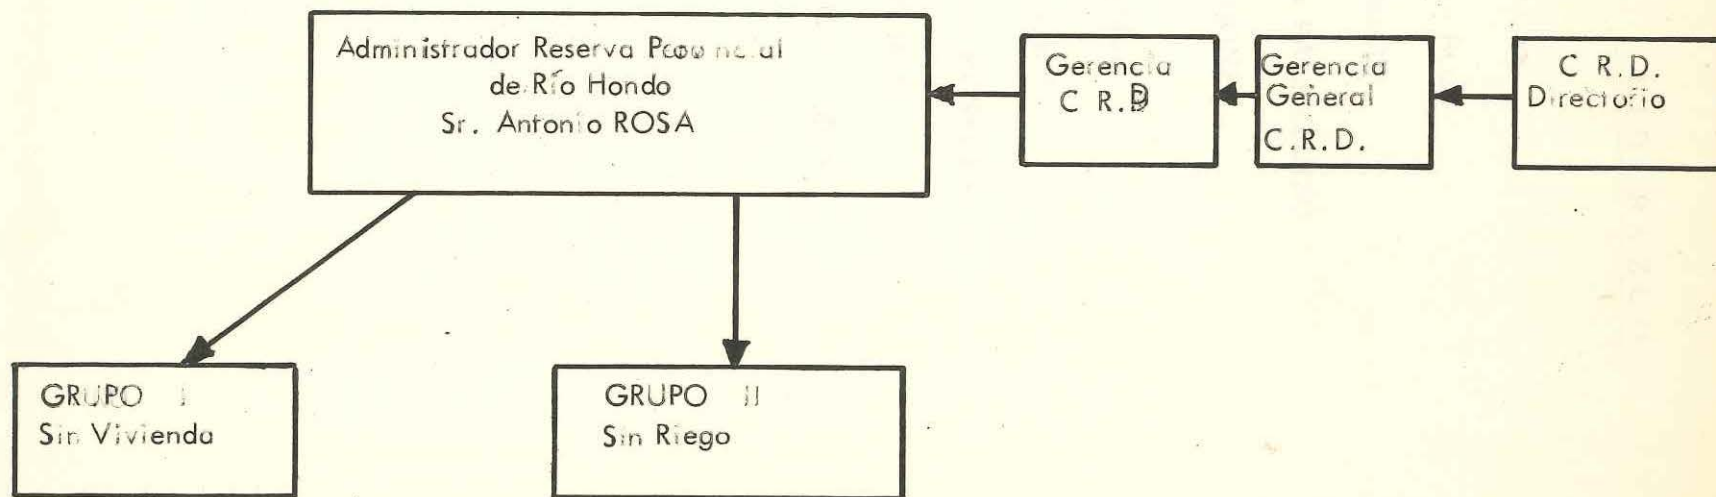 Administrador Reserva Provincial
de Río Hondo
Sr. Antonio ROSA
Gerencia
C R.D
Gerencia
General
C.R.D.
C R.D.
Directorio
GRUPO I
Sin Vivienda
GRUPO II
Sin Riego